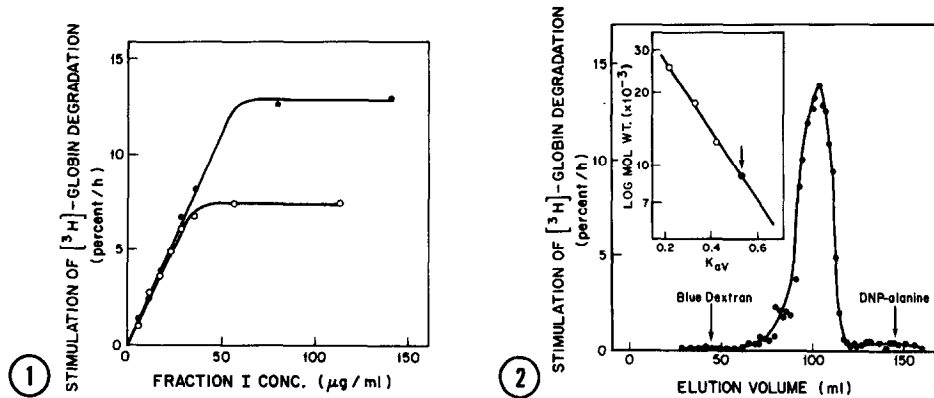 STIMULATION OF [³H]-GLOBIN DEGRADATION
(percent/h)
15
10
5
0
0 50 100 150
FRACTION I CONC. (μg/ml)
1
STIMULATION OF [³H]-GLOBIN DEGRADATION
(percent/h)
15
10
5
0
0 50 100 150
ELUTION VOLUME (ml)
Blue Dextran
DNP-alanine
LOG MOL WT. (x10⁻³)
30
20
10
7
0.2 0.4 0.6
KaV
2